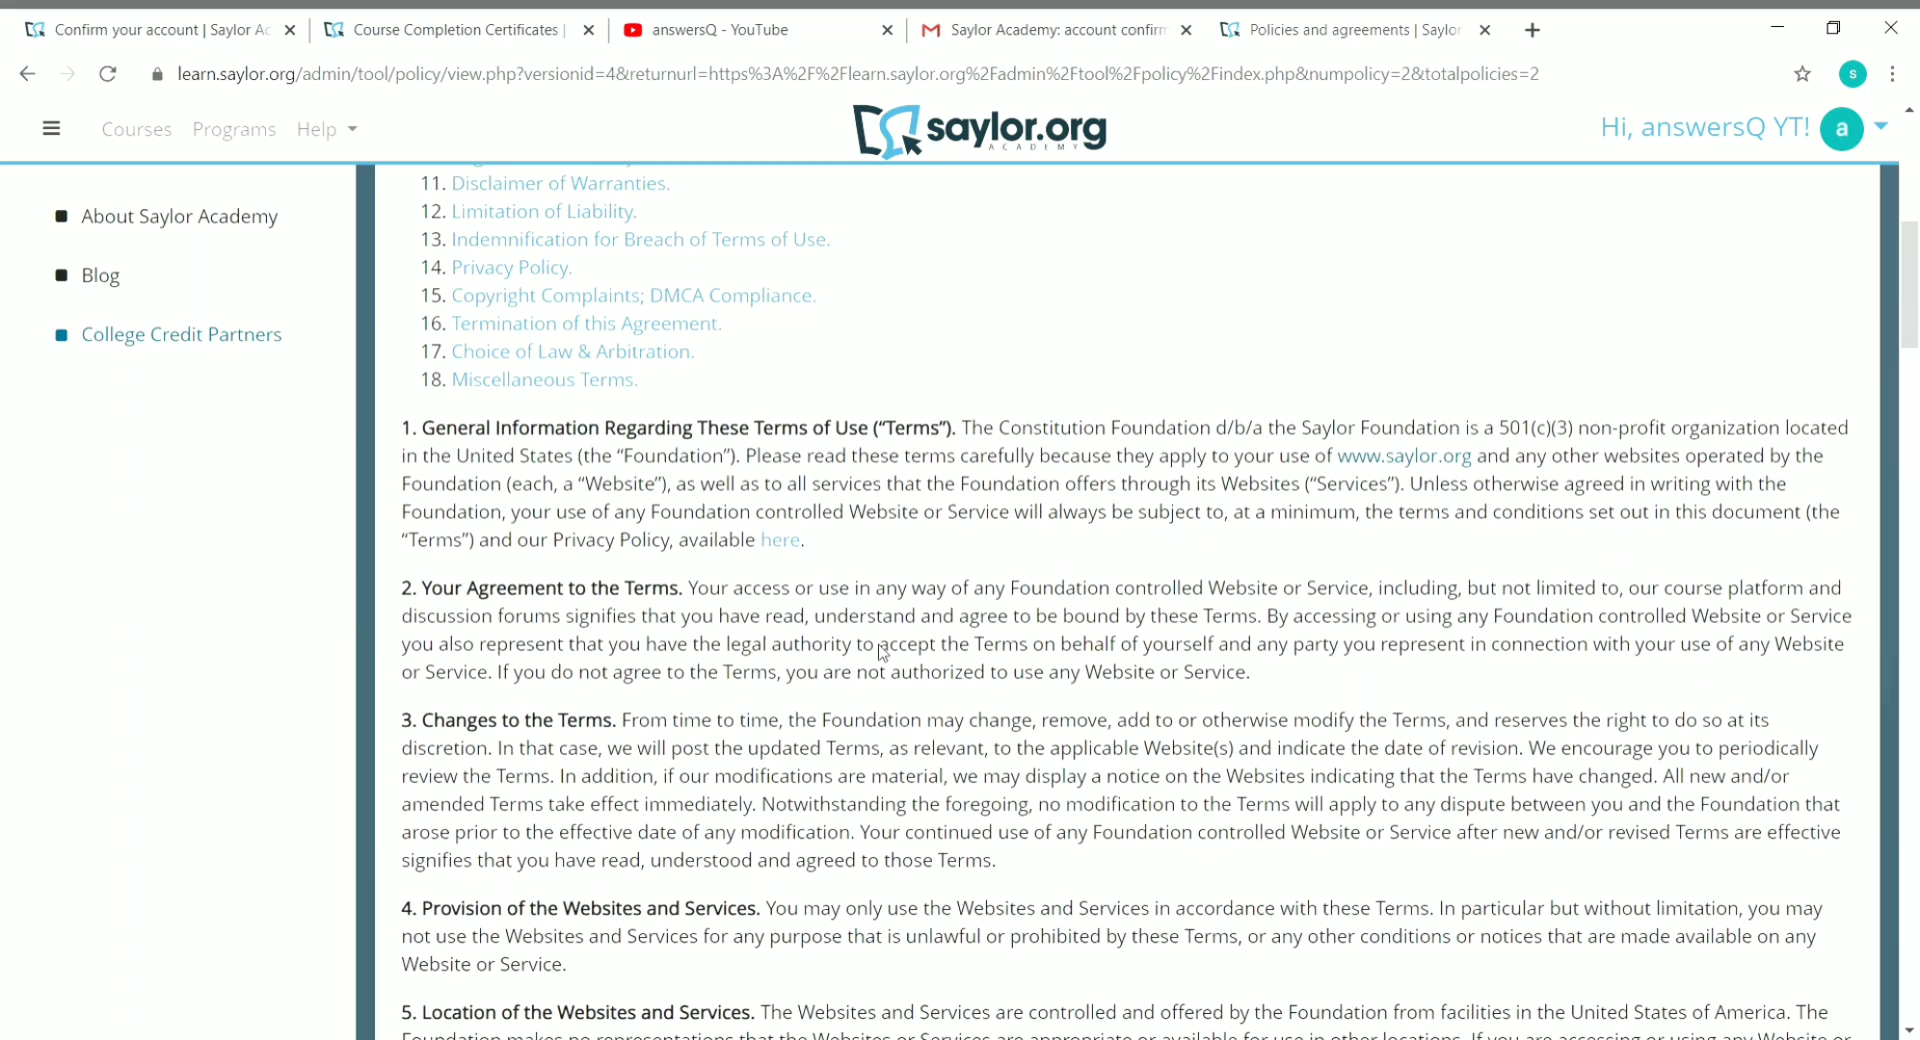 Confirm your account | Saylor Ac
Course Completion Certificates |
answersQ - YouTube
Saylor Academy: account confirm
Policies and agreements | Saylor
learn.saylor.org/admin/tool/policy/view.php?versionid=4&returnurl=https%3A%2F%2Flearn.saylor.org%2Fadmin%2Ftool%2Fpolicy%2Findex.php&numpolicy=2&totalpolicies=2
s
Courses Programs Help
saylor.org
ACADEMY
Hi, answersQ YT!
a
About Saylor Academy
Blog
College Credit Partners
11. Disclaimer of Warranties.
12. Limitation of Liability.
13. Indemnification for Breach of Terms of Use.
14. Privacy Policy.
15. Copyright Complaints; DMCA Compliance.
16. Termination of this Agreement.
17. Choice of Law & Arbitration.
18. Miscellaneous Terms.
1. General Information Regarding These Terms of Use (“Terms”). The Constitution Foundation d/b/a the Saylor Foundation is a 501(c)(3) non-profit organization located
in the United States (the “Foundation”). Please read these terms carefully because they apply to your use of www.saylor.org and any other websites operated by the
Foundation (each, a “Website”), as well as to all services that the Foundation offers through its Websites (“Services”). Unless otherwise agreed in writing with the
Foundation, your use of any Foundation controlled Website or Service will always be subject to, at a minimum, the terms and conditions set out in this document (the
“Terms”) and our Privacy Policy, available here.
2. Your Agreement to the Terms. Your access or use in any way of any Foundation controlled Website or Service, including, but not limited to, our course platform and
discussion forums signifies that you have read, understand and agree to be bound by these Terms. By accessing or using any Foundation controlled Website or Service
you also represent that you have the legal authority to accept the Terms on behalf of yourself and any party you represent in connection with your use of any Website
or Service. If you do not agree to the Terms, you are not authorized to use any Website or Service.
3. Changes to the Terms. From time to time, the Foundation may change, remove, add to or otherwise modify the Terms, and reserves the right to do so at its
discretion. In that case, we will post the updated Terms, as relevant, to the applicable Website(s) and indicate the date of revision. We encourage you to periodically
review the Terms. In addition, if our modifications are material, we may display a notice on the Websites indicating that the Terms have changed. All new and/or
amended Terms take effect immediately. Notwithstanding the foregoing, no modification to the Terms will apply to any dispute between you and the Foundation that
arose prior to the effective date of any modification. Your continued use of any Foundation controlled Website or Service after new and/or revised Terms are effective
signifies that you have read, understood and agreed to those Terms.
4. Provision of the Websites and Services. You may only use the Websites and Services in accordance with these Terms. In particular but without limitation, you may
not use the Websites and Services for any purpose that is unlawful or prohibited by these Terms, or any other conditions or notices that are made available on any
Website or Service.
5. Location of the Websites and Services. The Websites and Services are controlled and offered by the Foundation from facilities in the United States of America. The
Foundation makes no representations that the Websites or Services are appropriate or available for use in other locations. If you are accessing or using any Website or